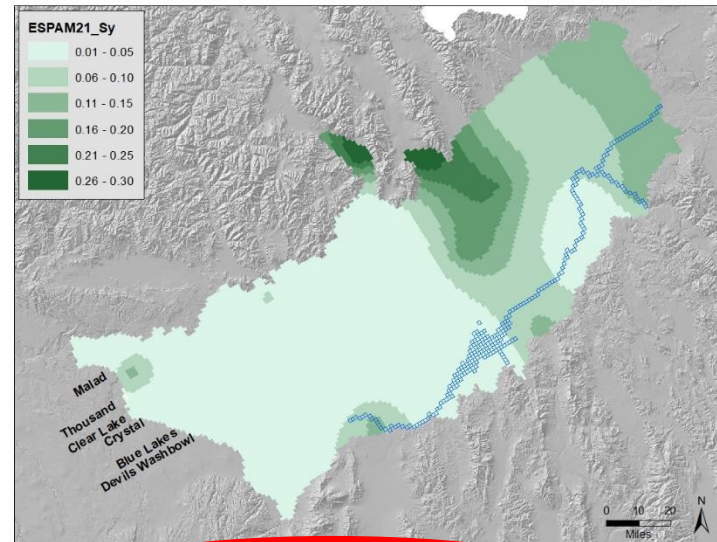 ESPAM21_Sy
0.01 - 0.05
0.06 - 0.10
0.11 - 0.15
0.16 - 0.20
0.21 - 0.25
0.26 - 0.30
Malad
Thousand
Clear Lake
Crystal
Blue Lakes
Devils Washbowl
N
0 10 20
Miles